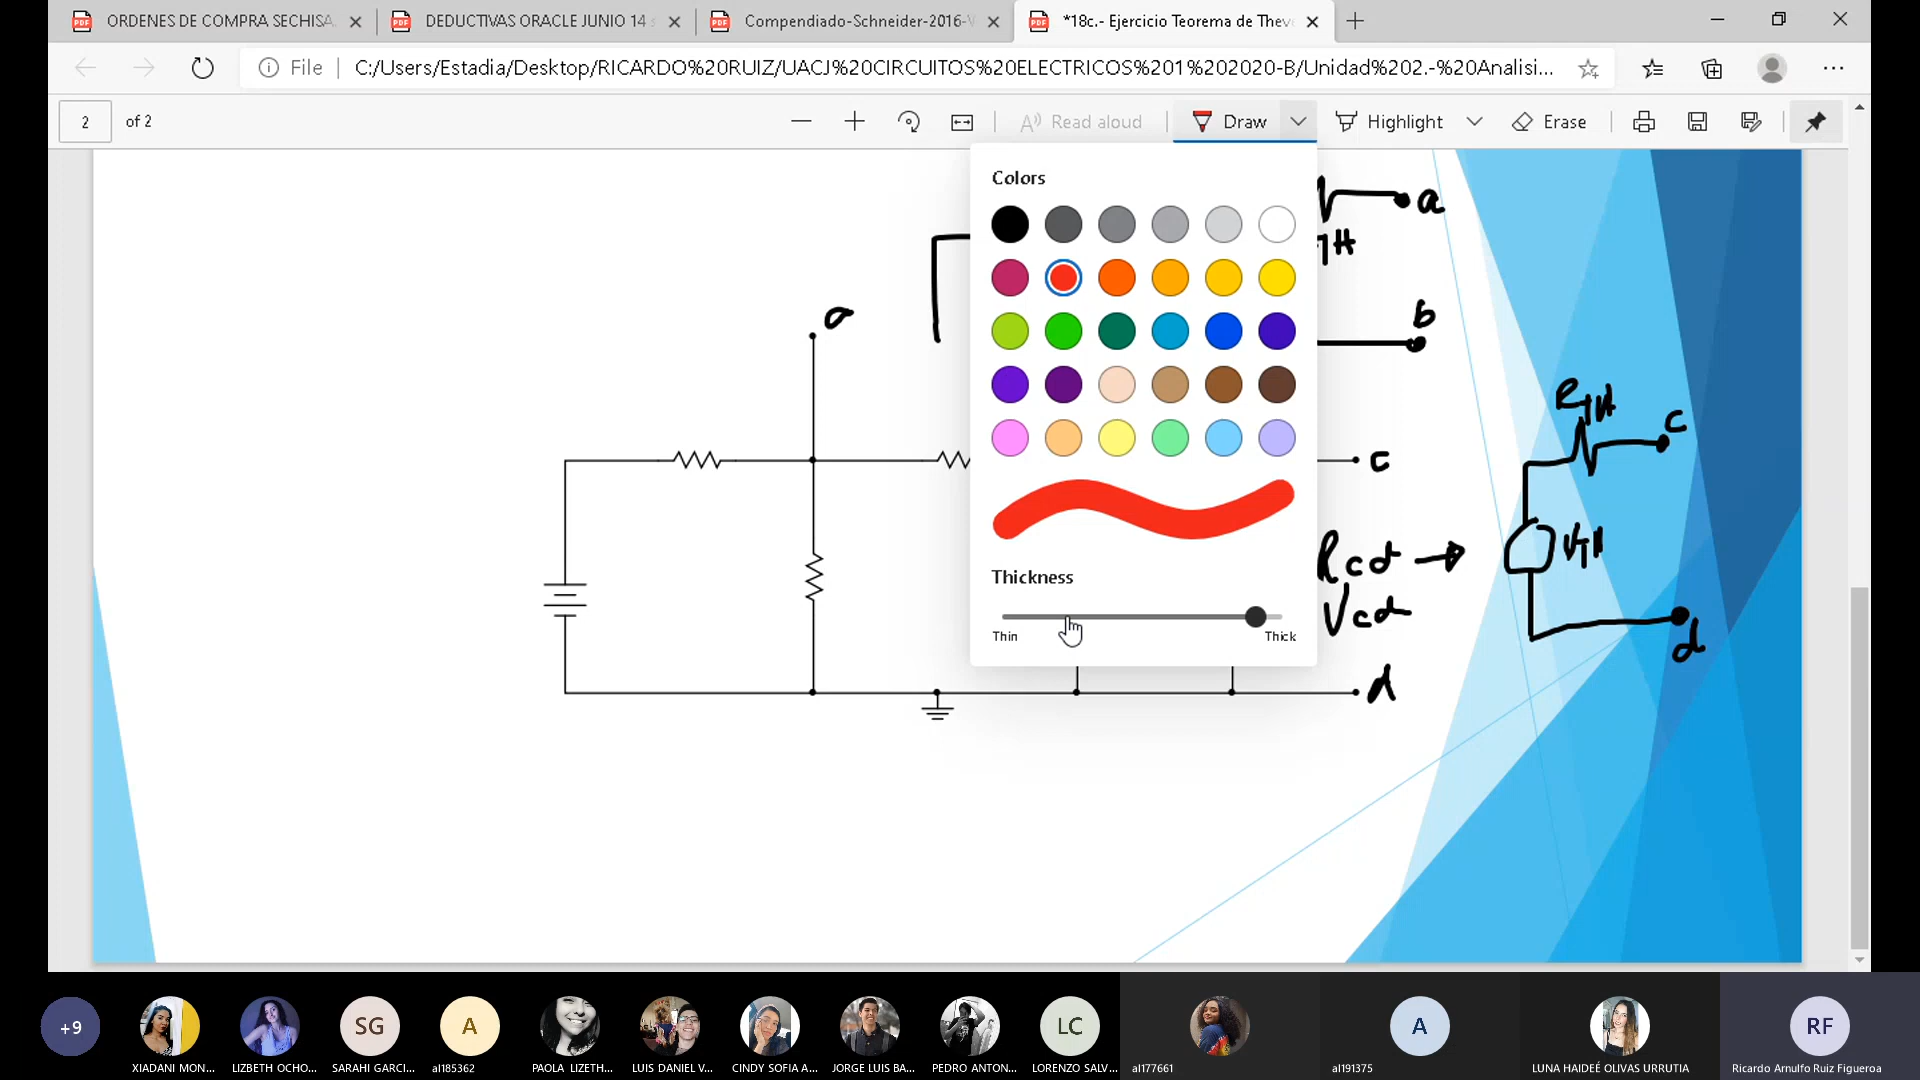 ORDENES DE COMPRA SECHISA.
DEDUCTIVAS ORACLE JUNIO 14 s
Compendiado-Schneider-2016-V
*18c.- Ejercicio Teorema de Theve
File
C:/Users/Estadia/Desktop/RICARDO%20RUIZ/UACJ%20CIRCUITOS%20ELECTRICOS%201%202020-B/Unidad%202.-%20Analisi...
2
of 2
Read aloud
Draw
Highlight
Erase
Colors
a
TH
a
b
RTH
c
c
VTH
Rcd
Thickness
Vcd
Thin
Thick
d
d
+9
XIADANI MON...
LIZBETH OCHO...
SARAHI GARCI...
al185362
PAOLA LIZETH...
LUIS DANIEL V...
CINDY SOFIA A...
JORGE LUIS BA...
PEDRO ANTON...
LORENZO SALV...
al177661
al191375
LUNA HAIDEÉ OLIVAS URRUTIA
Ricardo Arnulfo Ruiz Figueroa
SG
A
LC
A
RF